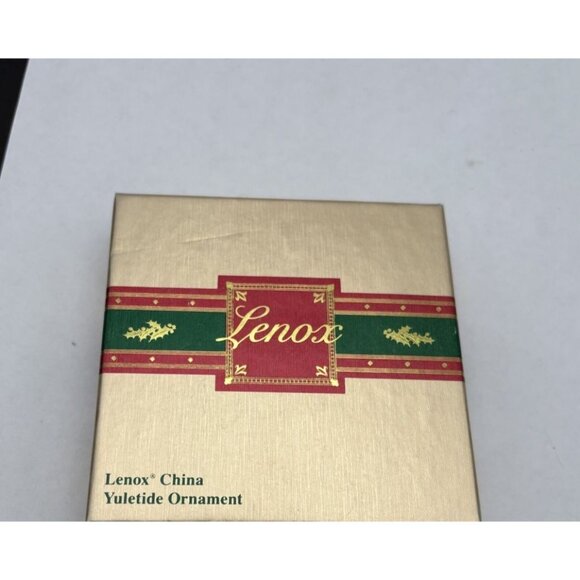 Lenox
Lenox® China
Yuletide Ornament